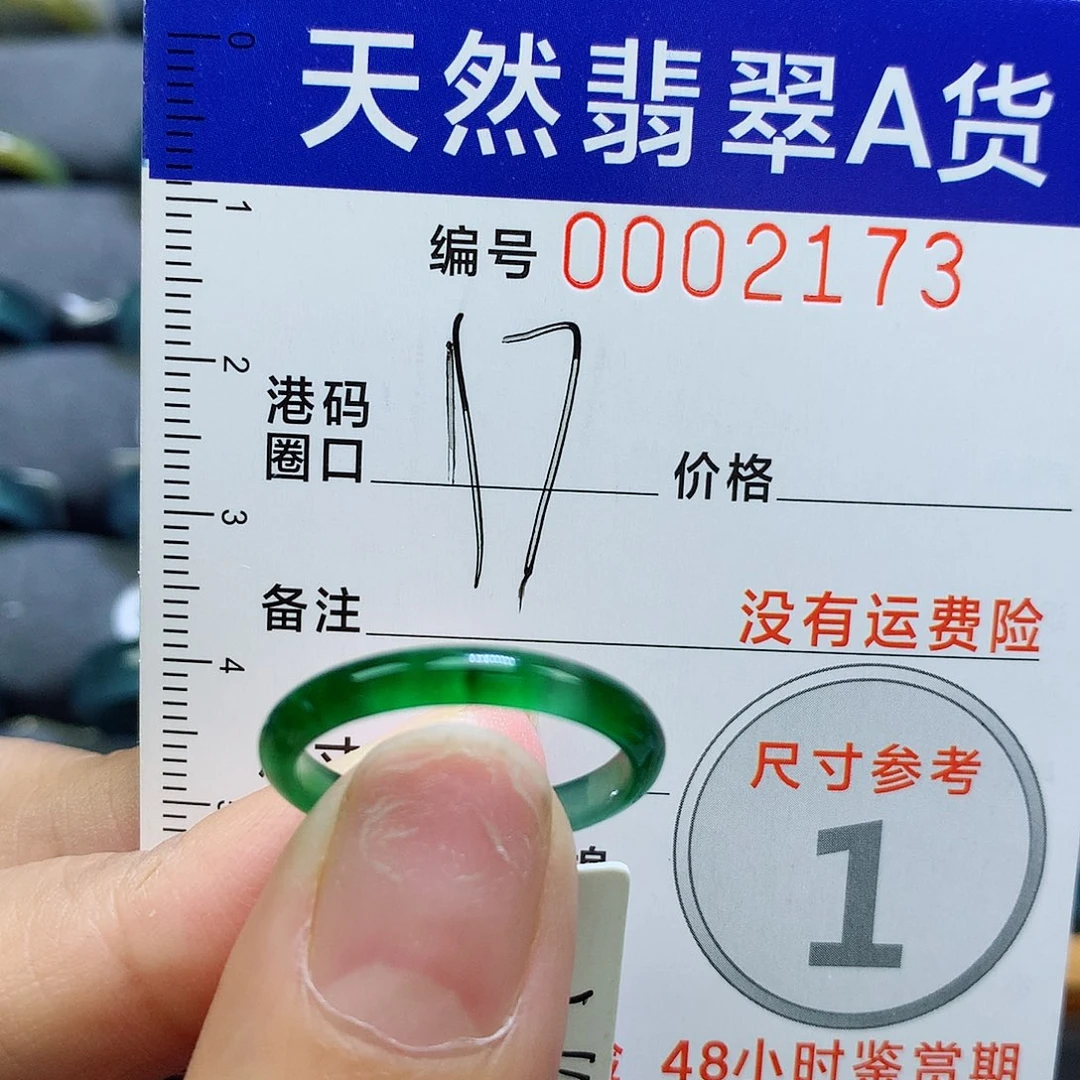 天然翡翠A货
编号 0002173
港码
圈口 17 价格
备注
没有运费险
尺寸参考
1
48小时鉴赏期
0
1
2
3
4
5